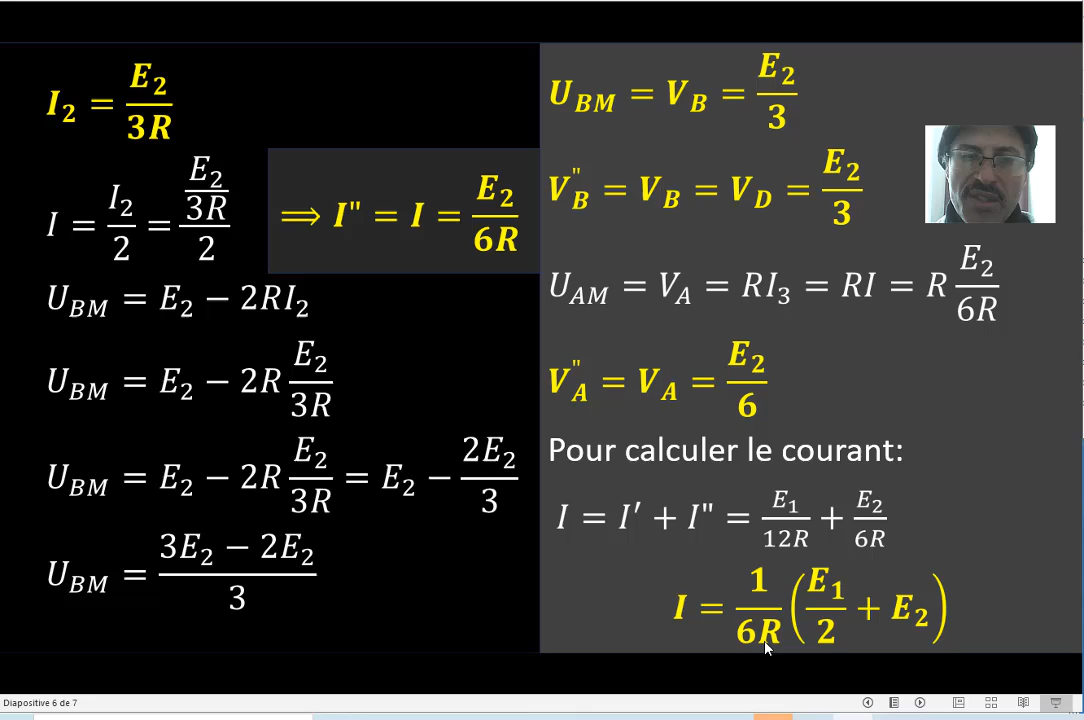 I₂ = E₂/3R
I = I₂/2 = (E₂/3R)/2
⟹ I" = I = E₂/6R
U_BM = E₂ − 2RI₂
U_BM = E₂ − 2R E₂/3R
U_BM = E₂ − 2R E₂/3R = E₂ − 2E₂/3
U_BM = (3E₂ − 2E₂)/3
U_BM = V_B = E₂/3
V"_B = V_B = V_D = E₂/3
U_AM = V_A = RI₃ = RI = R E₂/6R
V"_A = V_A = E₂/6
Pour calculer le courant:
I = I′ + I" = E₁/12R + E₂/6R
I = 1/6R (E₁/2 + E₂)
Diapositive 6 de 7